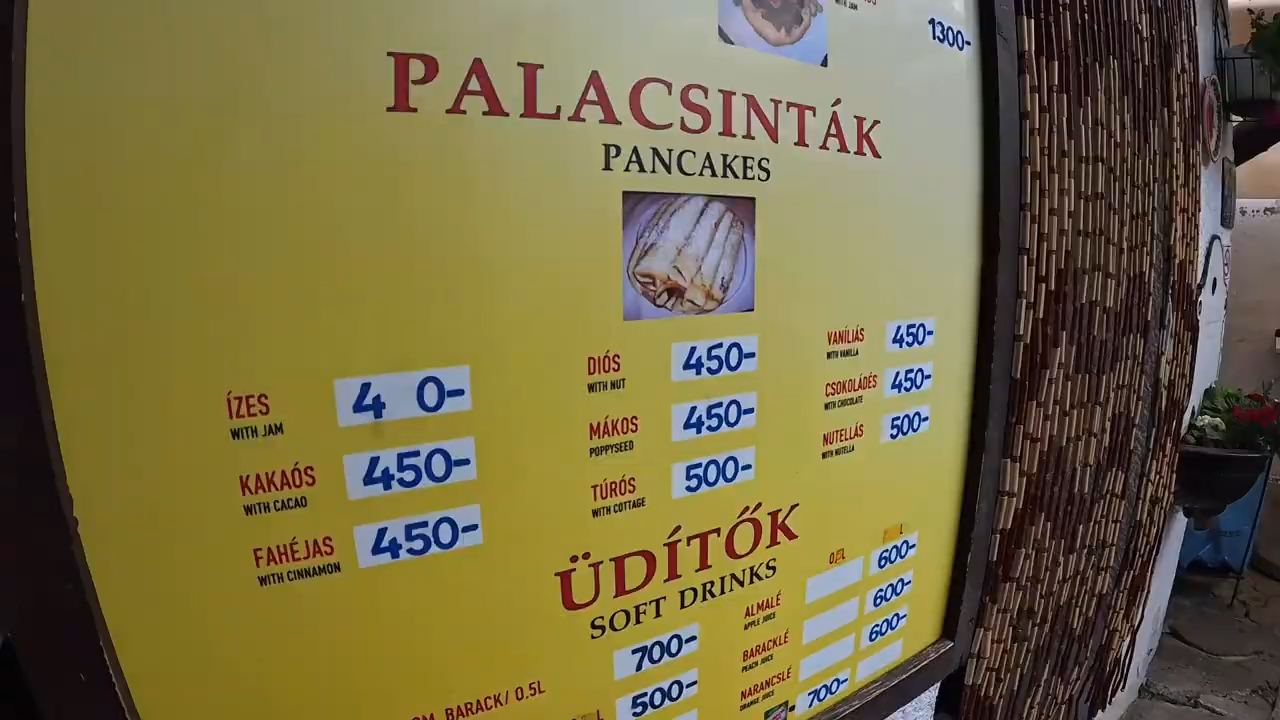 WITH JAM
1300-
PALACSINTÁK
PANCAKES
ÍZES
WITH JAM
4 0-
KAKAÓS
WITH CACAO
450-
FAHÉJAS
WITH CINNAMON
450-
DIÓS
WITH NUT
450-
MÁKOS
POPPYSEED
450-
TÚRÓS
WITH COTTAGE
500-
VANÍLIÁS
WITH VANILLA
450-
CSOKOLÁDÉS
WITH CHOCOLATE
450-
NUTELLÁS
WITH NUTELLA
500-
ÜDÍTŐK
SOFT DRINKS
700-
BARACK/ 0.5L
500-
L
ALMALÉ
APPLE JUICE
600-
BARACKLÉ
PEACH JUICE
600-
NARANCSLÉ
ORANGE JUICE
600-
700-